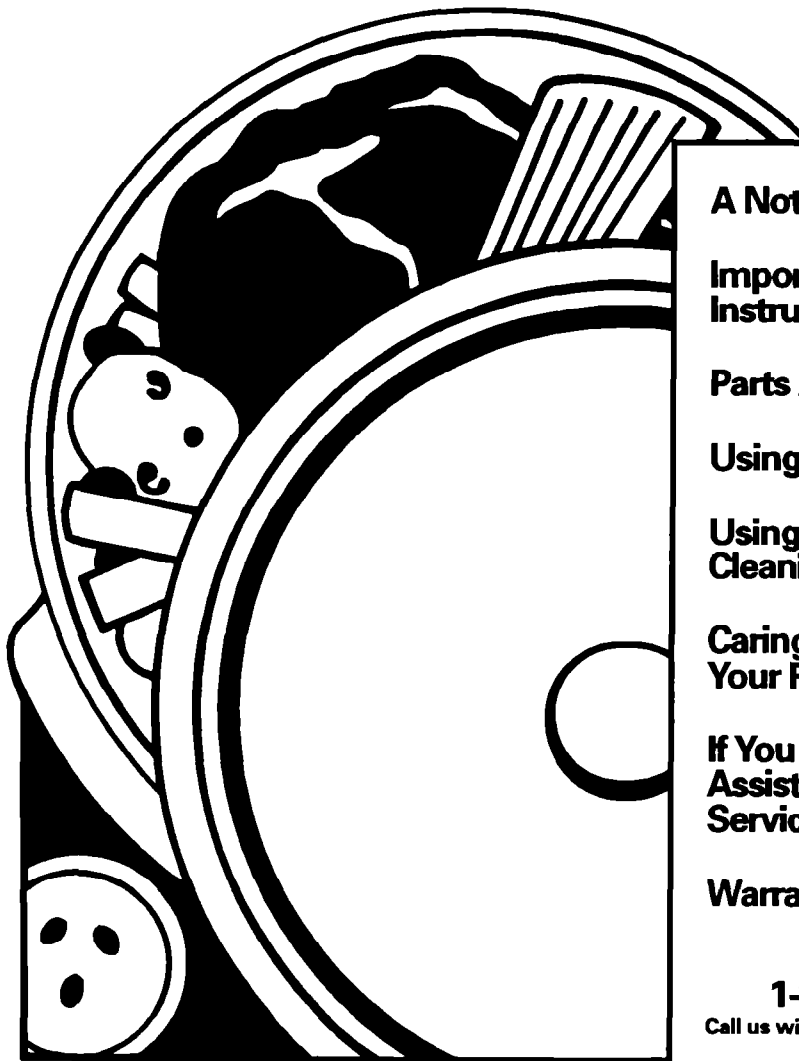 A Not
Impor
Instru
Parts
Using
Using
Cleani
Caring
Your
If You
Assist
Servic
Warra
1-
Call us wi